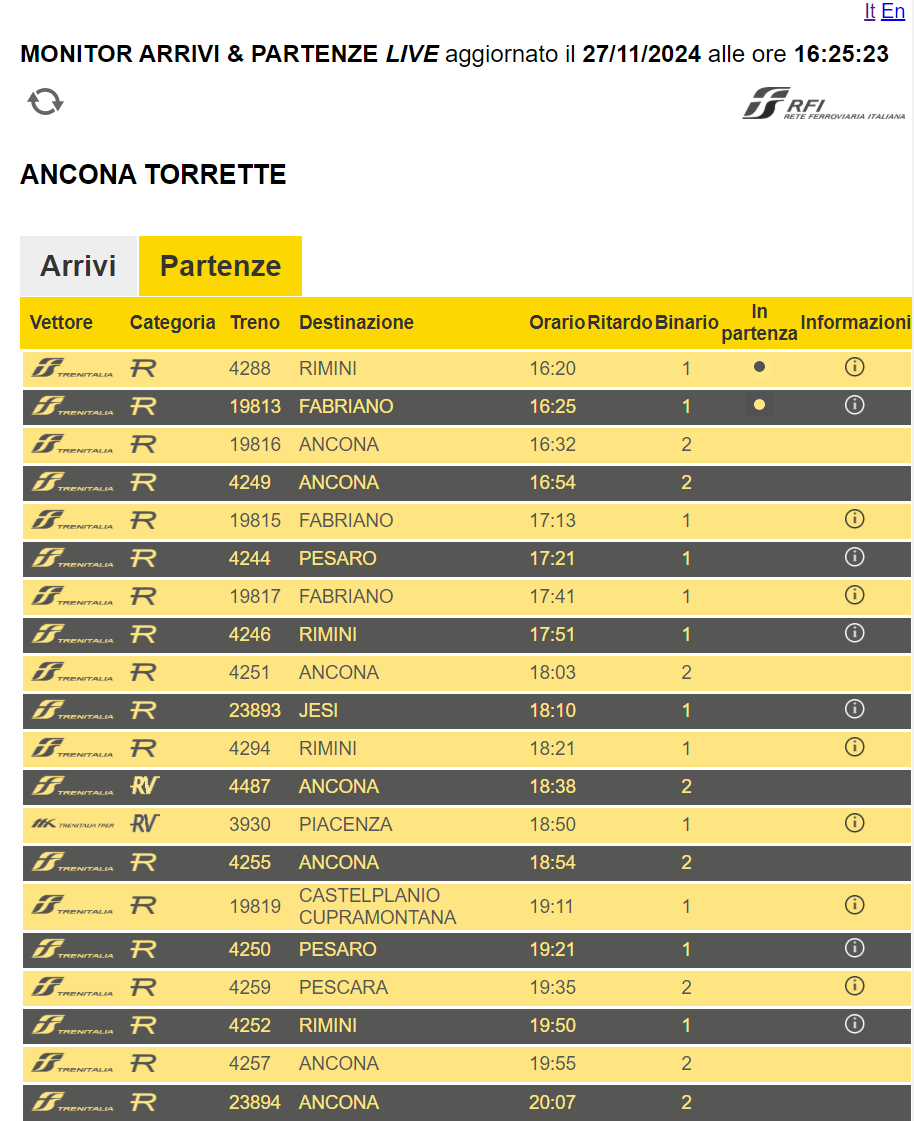 It En
MONITOR ARRIVI & PARTENZE LIVE aggiornato il 27/11/2024 alle ore 16:25:23
RFI
RETE FERROVIARIA ITALIANA
ANCONA TORRETTE
Arrivi Partenze
Vettore Categoria Treno Destinazione Orario Ritardo Binario In partenza Informazioni
TRENITALIA R 4288 RIMINI 16:20 1
TRENITALIA R 19813 FABRIANO 16:25 1
TRENITALIA R 19816 ANCONA 16:32 2
TRENITALIA R 4249 ANCONA 16:54 2
TRENITALIA R 19815 FABRIANO 17:13 1
TRENITALIA R 4244 PESARO 17:21 1
TRENITALIA R 19817 FABRIANO 17:41 1
TRENITALIA R 4246 RIMINI 17:51 1
TRENITALIA R 4251 ANCONA 18:03 2
TRENITALIA R 23893 JESI 18:10 1
TRENITALIA R 4294 RIMINI 18:21 1
TRENITALIA RV 4487 ANCONA 18:38 2
TRENITALIA TPER RV 3930 PIACENZA 18:50 1
TRENITALIA R 4255 ANCONA 18:54 2
TRENITALIA R 19819 CASTELPLANIO CUPRAMONTANA 19:11 1
TRENITALIA R 4250 PESARO 19:21 1
TRENITALIA R 4259 PESCARA 19:35 2
TRENITALIA R 4252 RIMINI 19:50 1
TRENITALIA R 4257 ANCONA 19:55 2
TRENITALIA R 23894 ANCONA 20:07 2